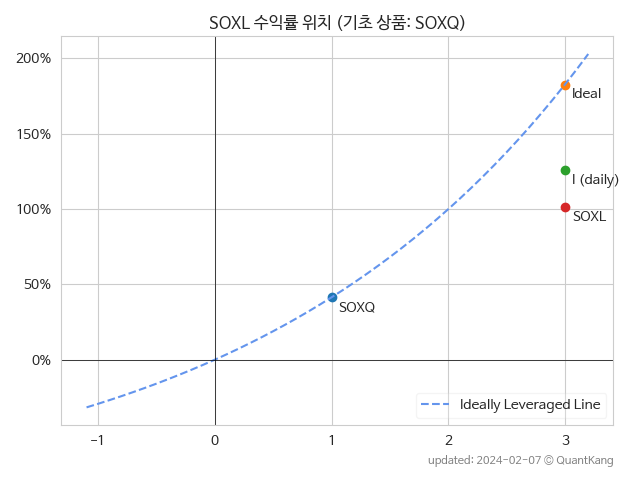 SOXL 수익률 위치 (기초 상품: SOXQ)
200%
150%
100%
50%
0%
Ideal
I (daily)
SOXL
SOXQ
Ideally Leveraged Line
−1
0
1
2
3
updated: 2024-02-07 © QuantKang